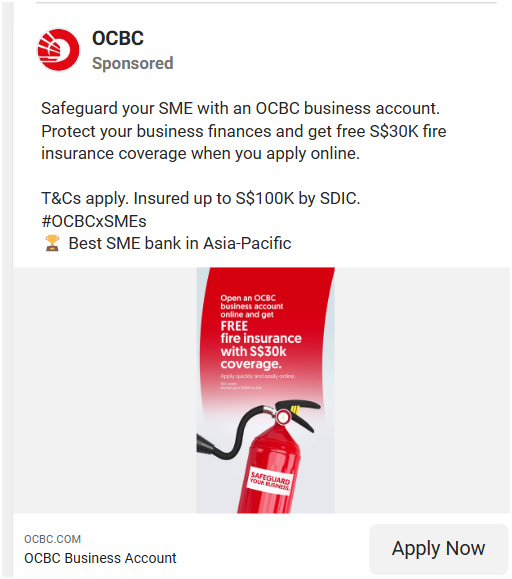 OCBC
Sponsored
Safeguard your SME with an OCBC business account.
Protect your business finances and get free S$30K fire
insurance coverage when you apply online.
T&Cs apply. Insured up to S$100K by SDIC.
#OCBCxSMEs
🏆 Best SME bank in Asia-Pacific
Open an OCBC
business account
online and get
FREE
fire insurance
with S$30k
coverage.
Apply quickly and easily online.
SAFEGUARD
YOUR BUSINESS.
OCBC.COM
OCBC Business Account
Apply Now